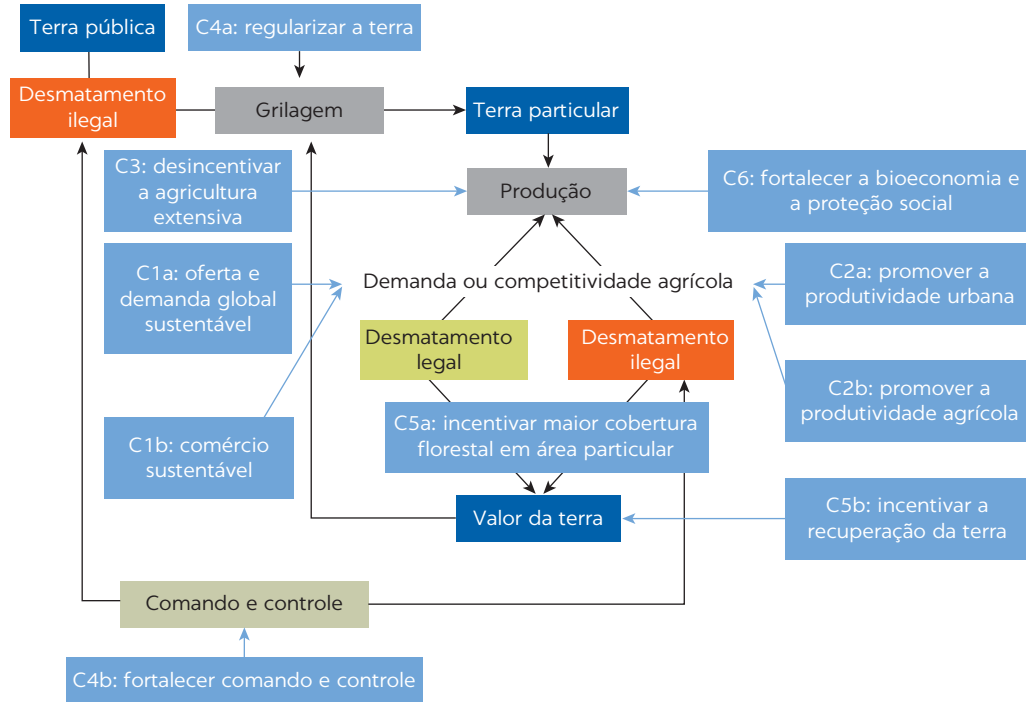 Terra pública
C4a: regularizar a terra
Desmatamento
ilegal
Grilagem
Terra particular
C3: desincentivar
a agricultura
extensiva
Produção
C6: fortalecer a bioeconomia e
a proteção social
C1a: oferta e
demanda global
sustentável
Demanda ou competitividade agrícola
C2a: promover a
produtividade urbana
Desmatamento
legal
Desmatamento
ilegal
C2b: promover a
produtividade agrícola
C1b: comércio
sustentável
C5a: incentivar maior cobertura
florestal em área particular
Valor da terra
C5b: incentivar a
recuperação da terra
Comando e controle
C4b: fortalecer comando e controle